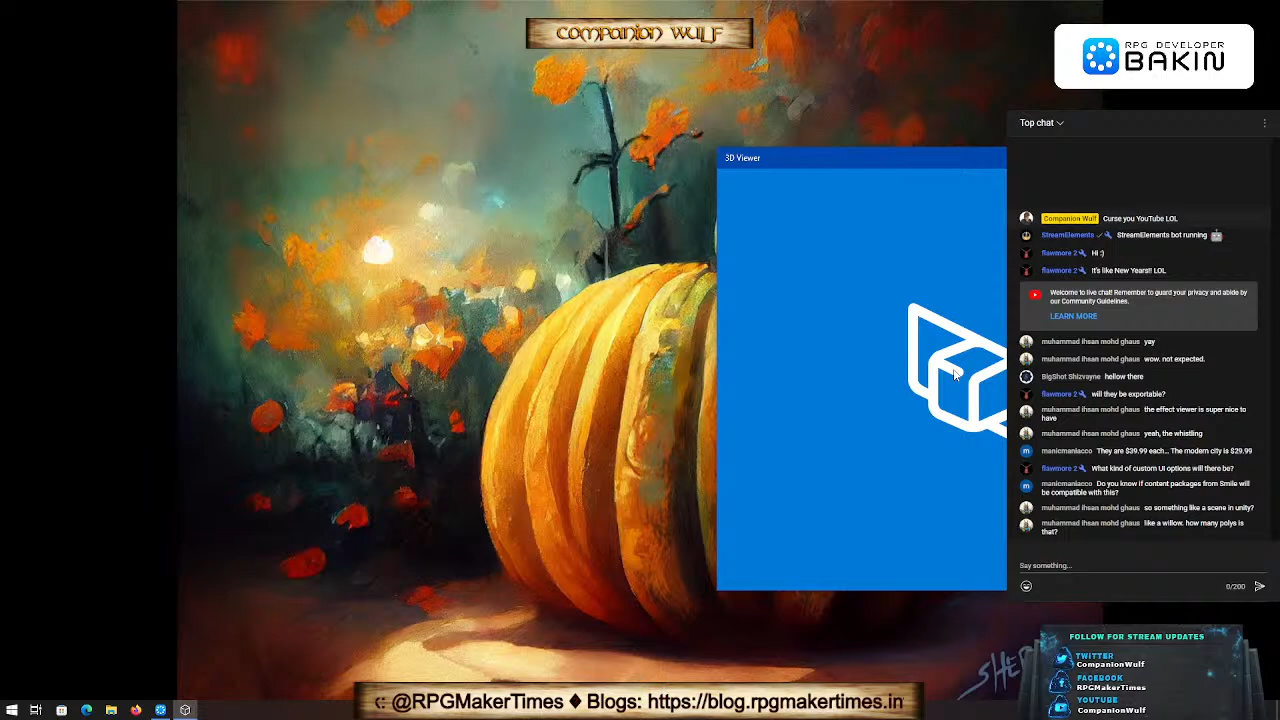 COMPANION WULF
RPG DEVELOPER
BAKIN
Top chat
3D Viewer
Companion Wulf Curse you YouTube LOL
StreamElements StreamElements bot running
flawmore 2 Hi :)
flawmore 2 It's like New Years!! LOL
Welcome to live chat! Remember to guard your privacy and abide by
our Community Guidelines.
LEARN MORE
muhammad ihsan mohd ghaus yay
muhammad ihsan mohd ghaus wow. not expected.
BigShot Shizvayne hellow there
flawmore 2 will they be exportable?
muhammad ihsan mohd ghaus the effect viewer is super nice to
have
muhammad ihsan mohd ghaus yeah, the whistling
manicmaniacco They are $39.99 each... The modern city is $29.99
flawmore 2 What kind of custom UI options will there be?
manicmaniacco Do you know if content packages from Smile will
be compatible with this?
muhammad ihsan mohd ghaus so something like a scene in unity?
muhammad ihsan mohd ghaus like a willow. how many polys is
that?
Say something...
0/200
FOLLOW FOR STREAM UPDATES
TWITTER
CompanionWulf
FACEBOOK
RPGMakerTimes
YOUTUBE
CompanionWulf
: @RPGMakerTimes ♦ Blogs: https://blog.rpgmakertimes.in